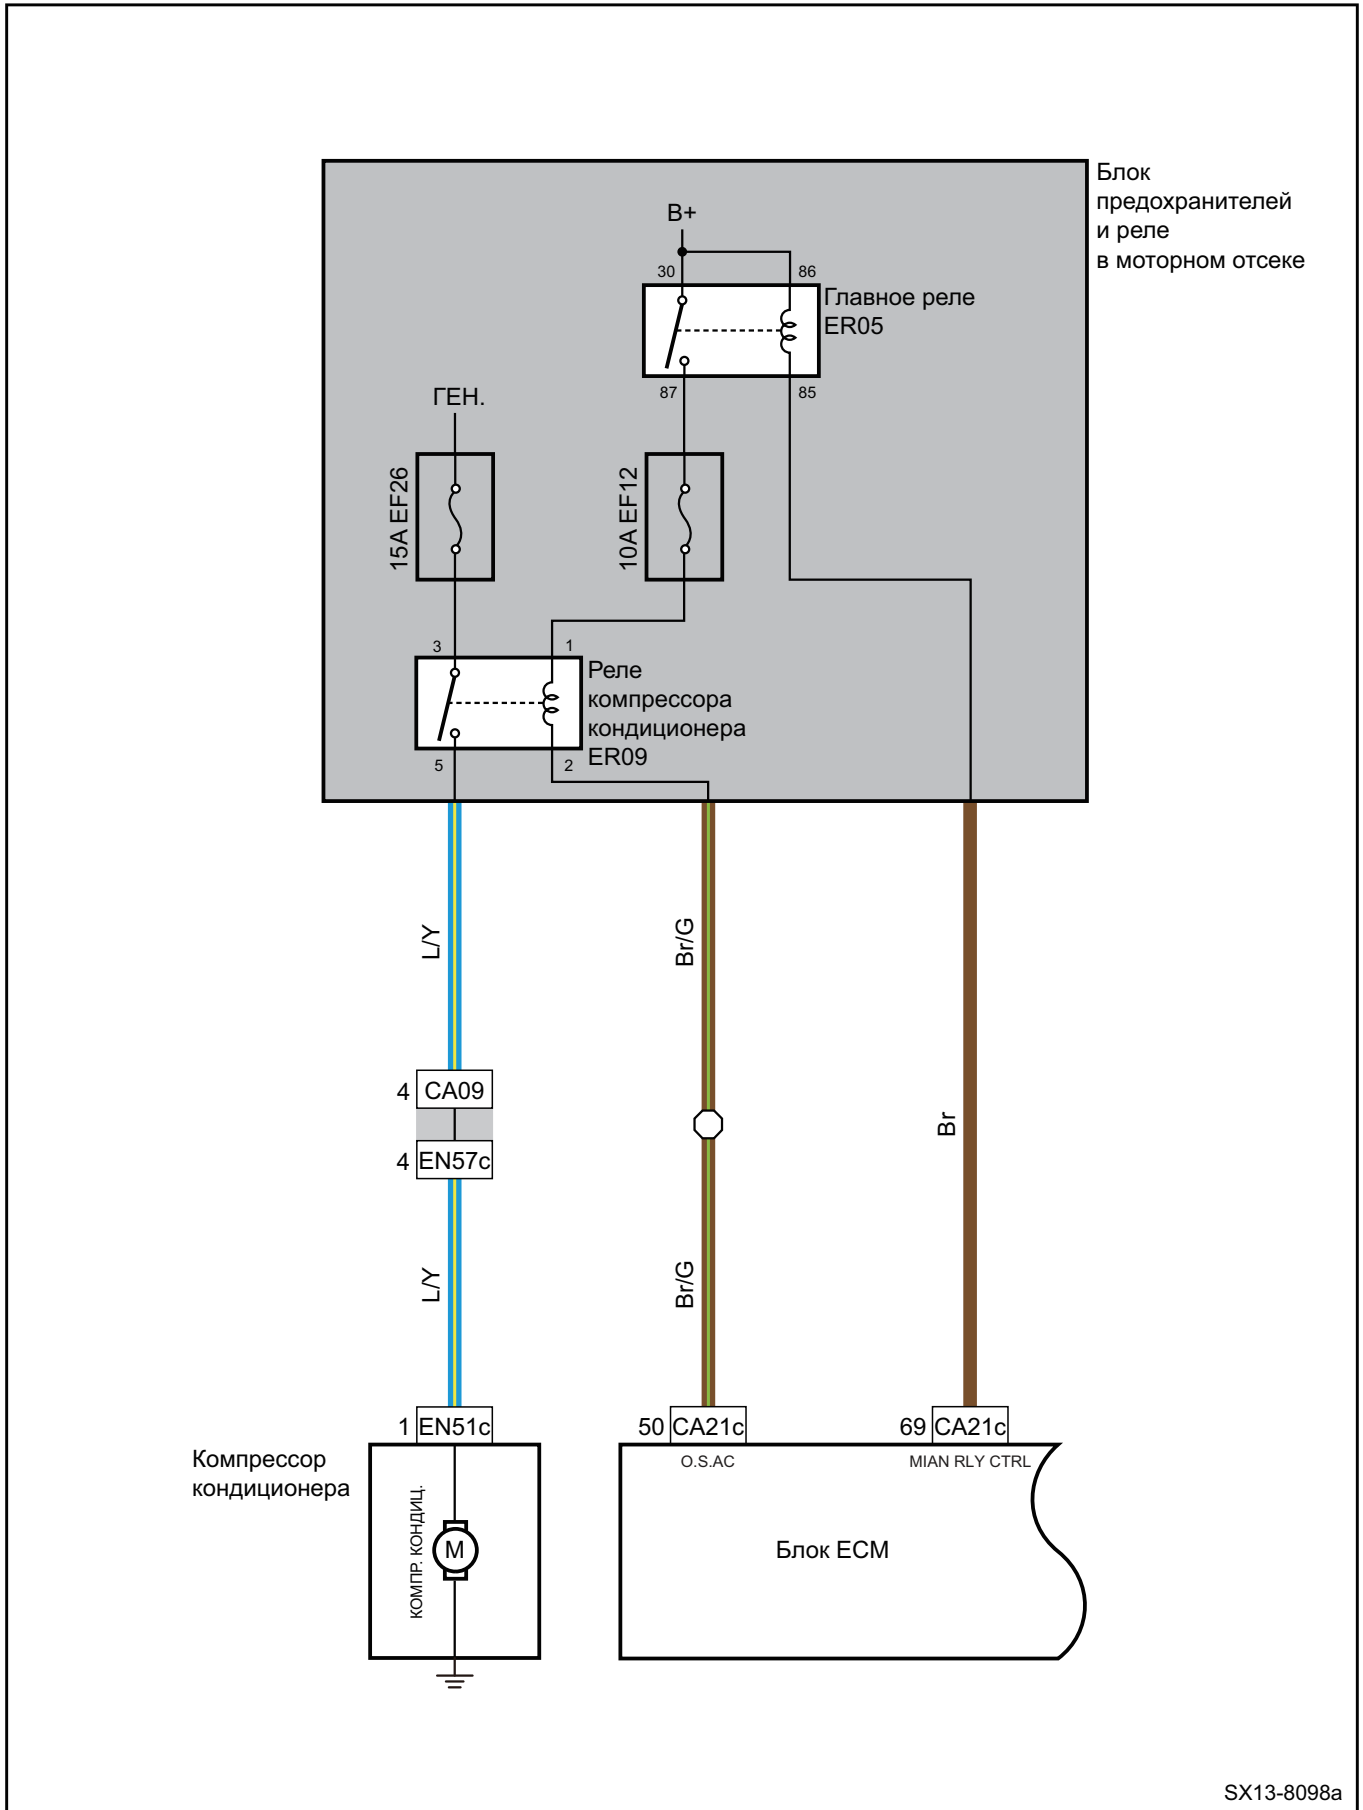 Блок
предохранителей
и реле
в моторном отсеке
B+
30
86
Главное реле
ER05
87
85
ГЕН.
15A EF26
10A EF12
3
1
Реле
компрессора
кондиционера
ER09
5
2
L/Y
Br/G
Br
4 CA09
4 EN57c
L/Y
Br/G
1 EN51c
50 CA21c
69 CA21c
Компрессор
кондиционера
КОМПР. КОНДИЦ.
M
O.S.AC
MIAN RLY CTRL
Блок ECM
SX13-8098a